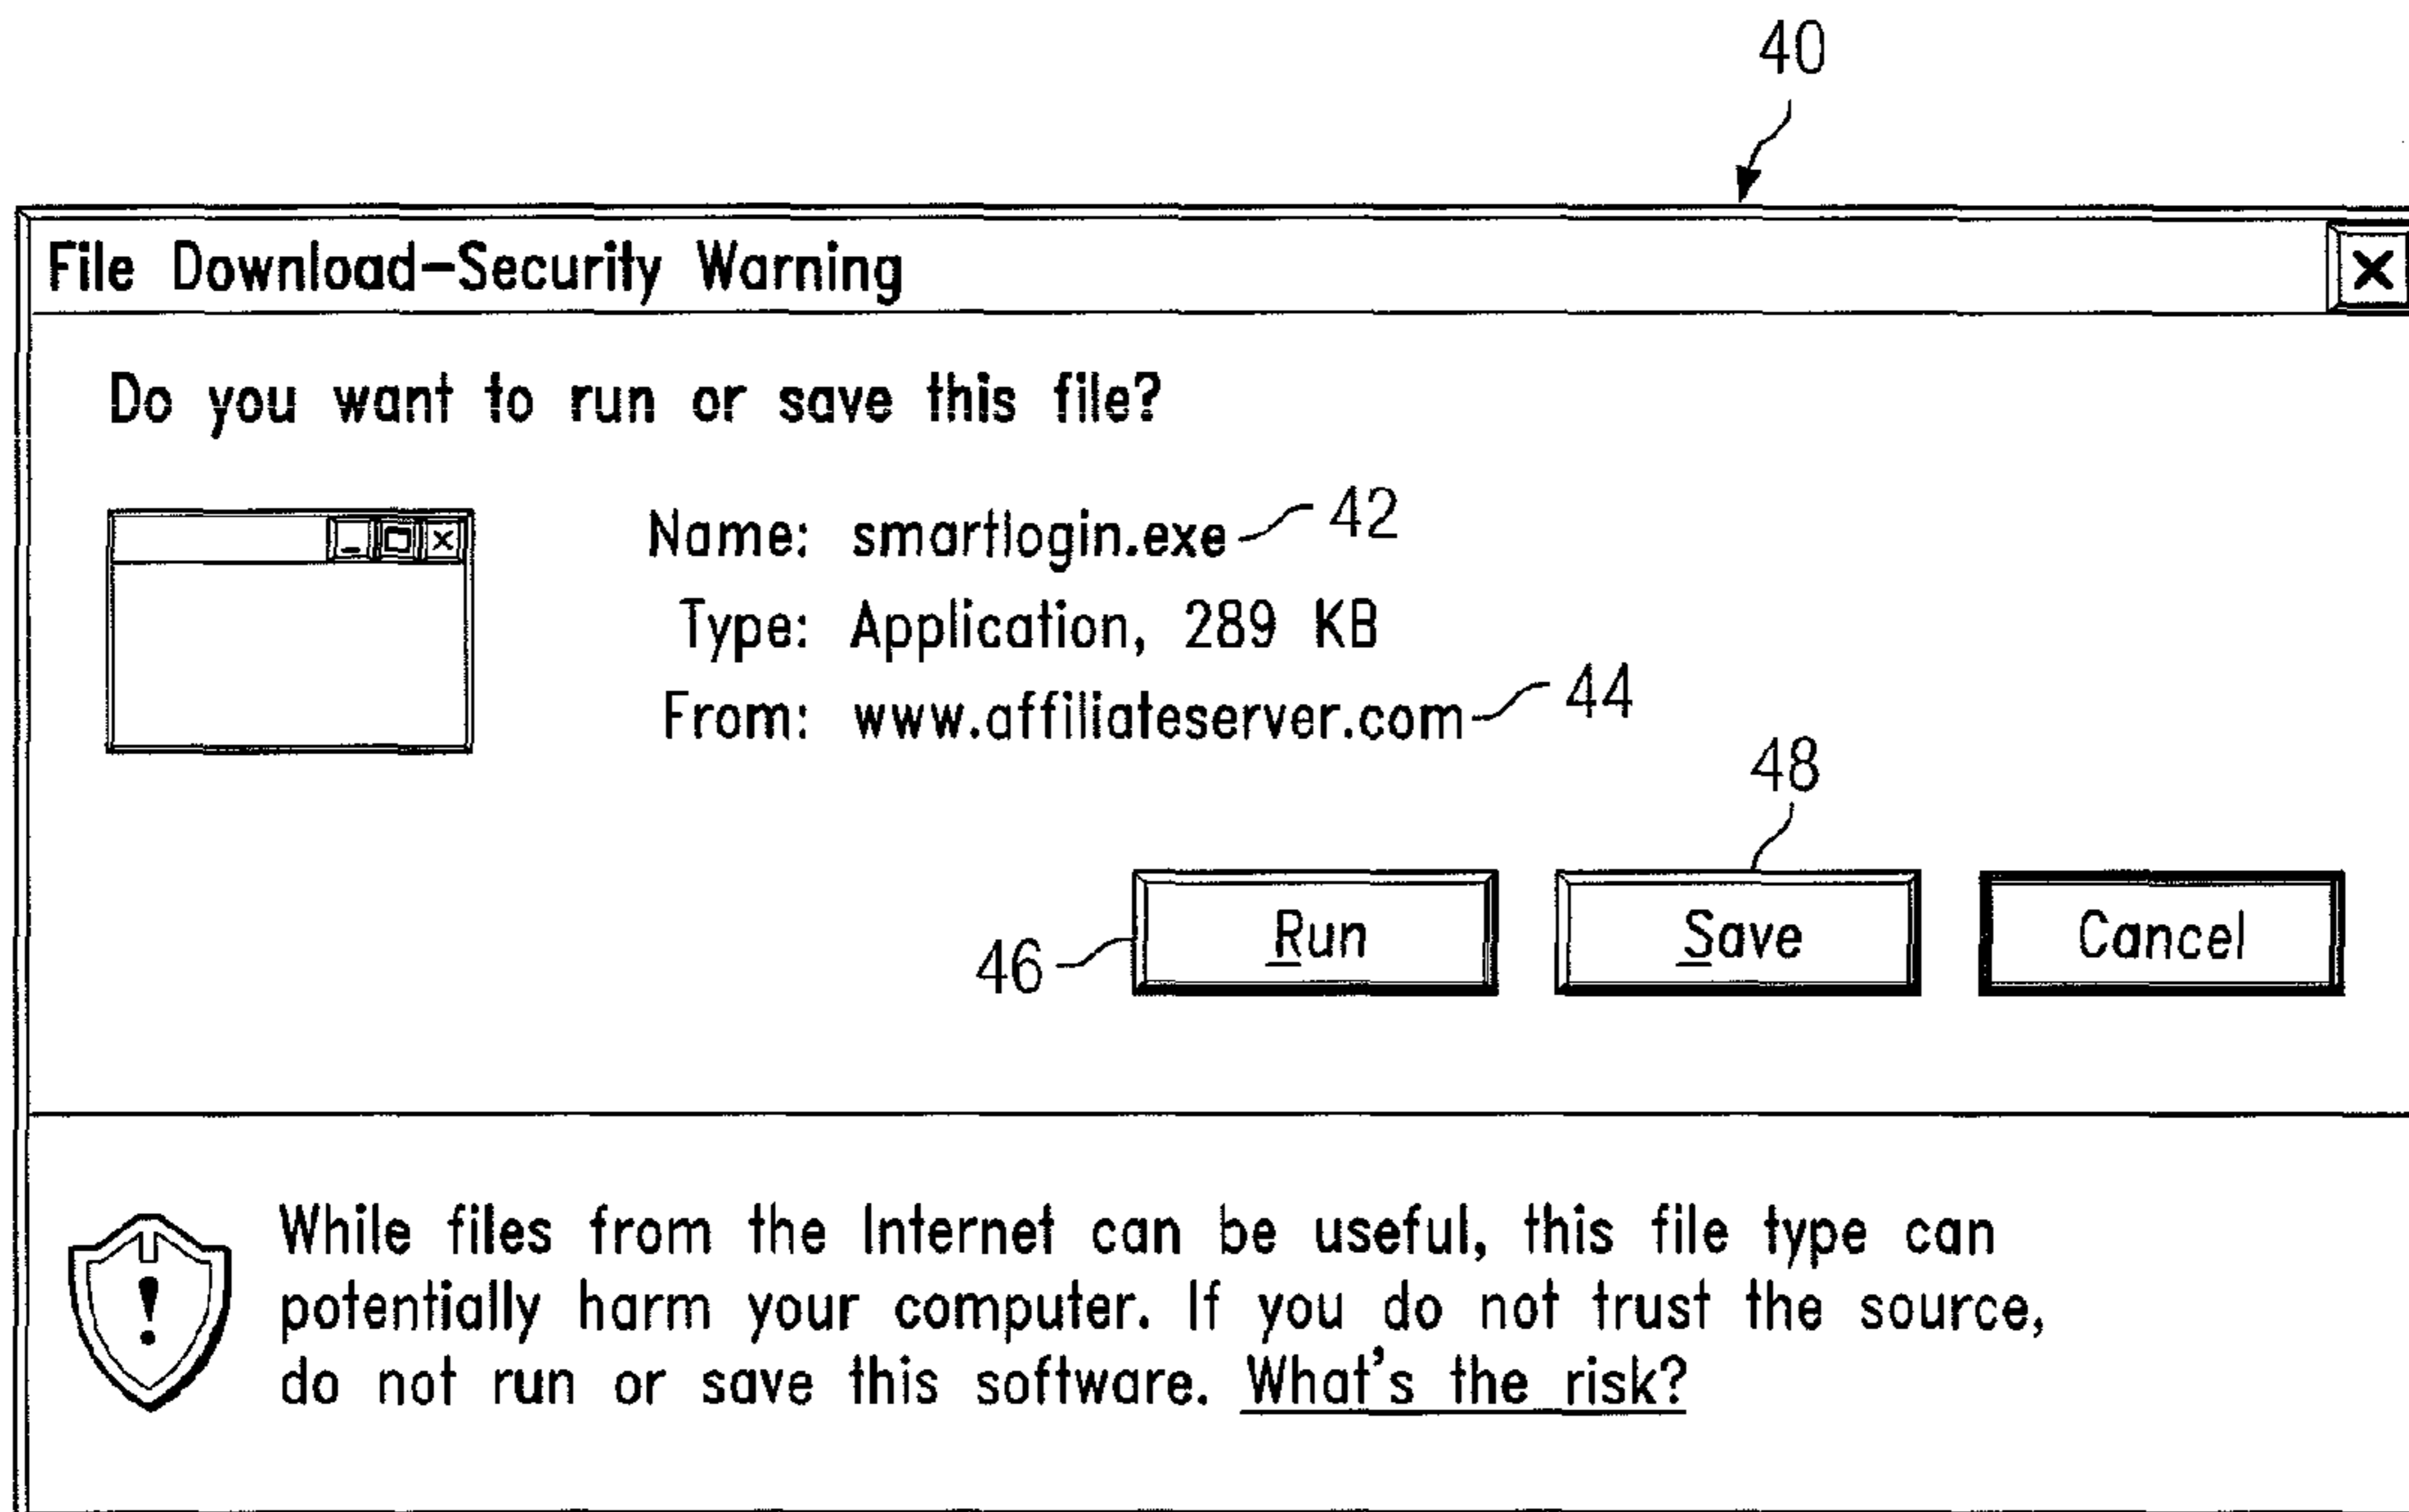 40
File Download-Security Warning
Do you want to run or save this file?
Name: smartlogin.exe 42
Type: Application, 289 KB
From: www.affiliateserver.com 44
48
46 Run Save Cancel
While files from the Internet can be useful, this file type can
potentially harm your computer. If you do not trust the source,
do not run or save this software. What's the risk?